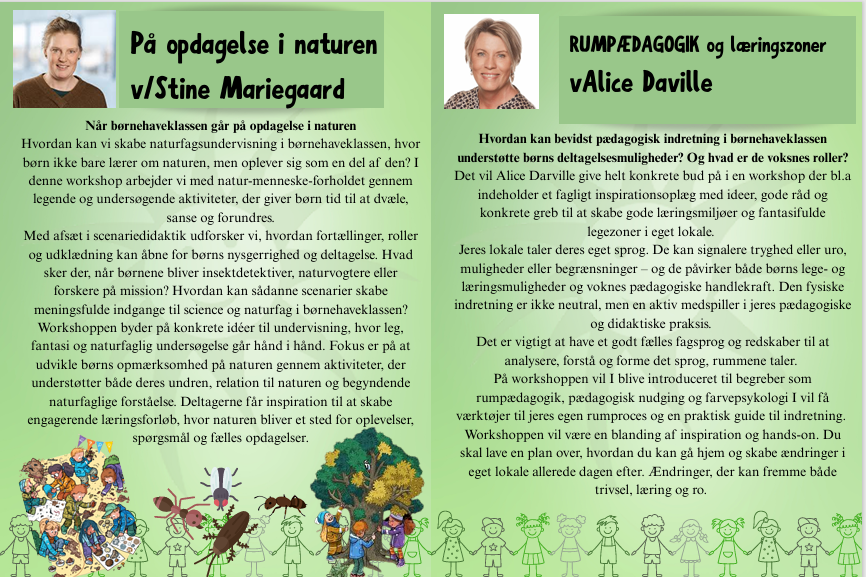 På opdagelse i naturen
v/Stine Mariegaard
Når børnehaveklassen går på opdagelse i naturen
Hvordan kan vi skabe naturfagsundervisning i børnehaveklassen, hvor
børn ikke bare lærer om naturen, men oplever sig som en del af den? I
denne workshop arbejder vi med natur-menneske-forholdet gennem
legende og undersøgende aktiviteter, der giver børn tid til at dvæle,
sanse og forundres.
Med afsæt i scenariedidaktik udforsker vi, hvordan fortællinger, roller
og udklædning kan åbne for børns nysgerrighed og deltagelse. Hvad
sker der, når børnene bliver insektdetektiver, naturvogtere eller
forskere på mission? Hvordan kan sådanne scenarier skabe
meningsfulde indgange til science og naturfag i børnehaveklassen?
Workshoppen byder på konkrete idéer til undervisning, hvor leg,
fantasi og naturfaglig undersøgelse går hånd i hånd. Fokus er på at
udvikle børns opmærksomhed på naturen gennem aktiviteter, der
understøtter både deres undren, relation til naturen og begyndende
naturfaglige forståelse. Deltagerne får inspiration til at skabe
engagerende læringsforløb, hvor naturen bliver et sted for oplevelser,
spørgsmål og fælles opdagelser.
RUMPÆDAGOGIK og læringszoner
vAlice Daville
Hvordan kan bevidst pædagogisk indretning i børnehaveklassen
understøtte børns deltagelsesmuligheder? Og hvad er de voksnes roller?
Det vil Alice Darville give helt konkrete bud på i en workshop der bl.a
indeholder et fagligt inspirationsoplæg med ideer, gode råd og
konkrete greb til at skabe gode læringsmiljøer og fantasifulde
legezoner i eget lokale.
Jeres lokale taler deres eget sprog. De kan signalere tryghed eller uro,
muligheder eller begrænsninger – og de påvirker både børns lege- og
læringsmuligheder og voknes pædagogiske handlekraft. Den fysiske
indretning er ikke neutral, men en aktiv medspiller i jeres pædagogiske
og didaktiske praksis.
Det er vigtigt at have et godt fælles fagsprog og redskaber til at
analysere, forstå og forme det sprog, rummene taler.
På workshoppen vil I blive introduceret til begreber som
rumpædagogik, pædagogisk nudging og farvepsykologi I vil få
værktøjer til jeres egen rumproces og en praktisk guide til indretning.
Workshoppen vil være en blanding af inspiration og hands-on. Du
skal lave en plan over, hvordan du kan gå hjem og skabe ændringer i
eget lokale allerede dagen efter. Ændringer, der kan fremme både
trivsel, læring og ro.